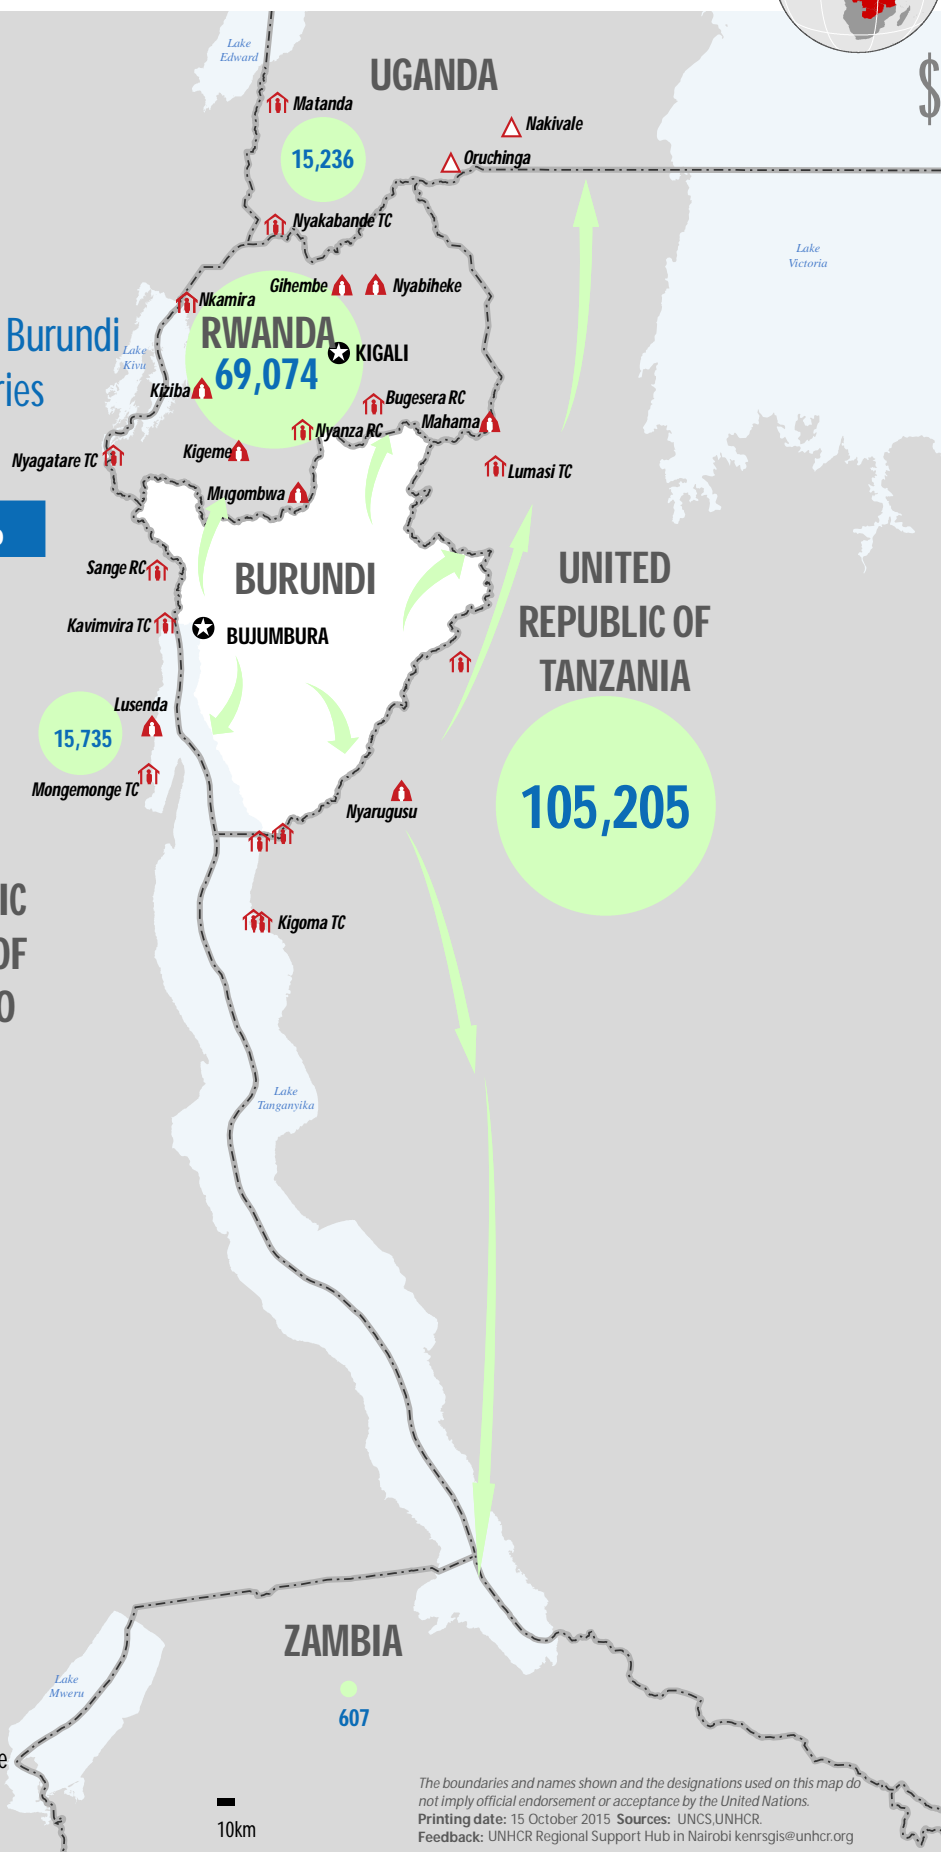 Lake
Edward
UGANDA
$
Matanda
Nakivale
15,236
Oruchinga
Nyakabande TC
Lake
Victoria
Gihembe
Nyabiheke
Nkamira
Burundi
RWANDA
Lake
Kivu
KIGALI
69,074
ries
Kiziba
Bugesera RC
Mahama
Nyanza RC
Nyagatare TC
Kigeme
Lumasi TC
Mugombwa
Sange RC
BURUNDI
UNITED
REPUBLIC OF
TANZANIA
Kavimvira TC
BUJUMBURA
Lusenda
15,735
Mongemonge TC
105,205
Nyarugusu
IC
OF
O
Kigoma TC
Lake
Tanganyika
ZAMBIA
Lake
Mweru
607
e
10km
The boundaries and names shown and the designations used on this map do
not imply official endorsement or acceptance by the United Nations.
Printing date: 15 October 2015 Sources: UNCS,UNHCR.
Feedback: UNHCR Regional Support Hub in Nairobi kenrsgis@unhcr.org